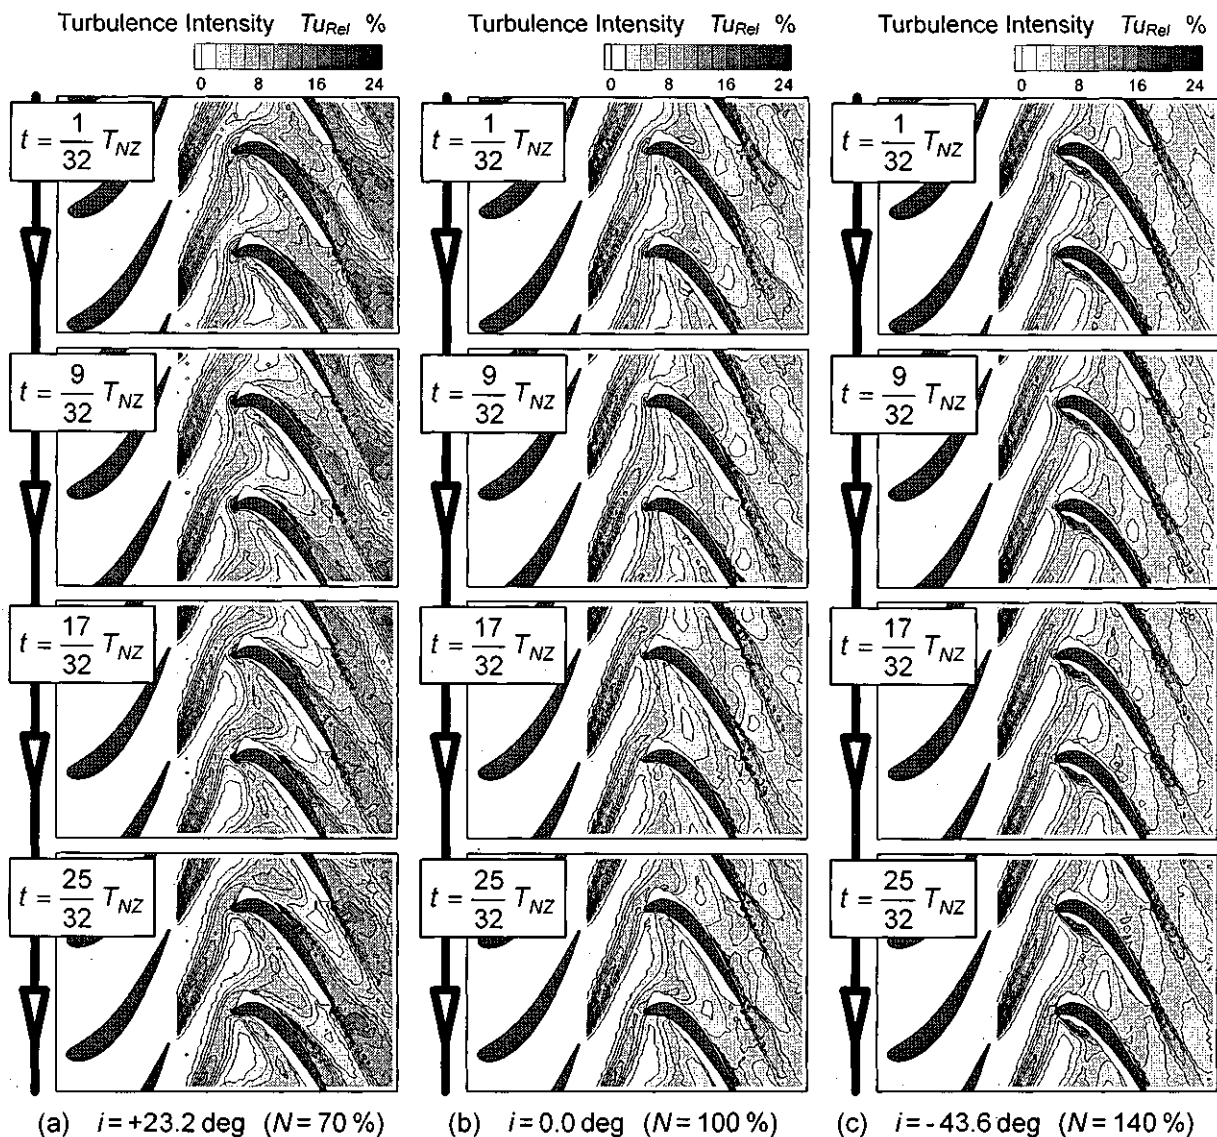 Turbulence Intensity Tu_Rel %
0 8 16 24
t = 1/32 T_NZ
t = 9/32 T_NZ
t = 17/32 T_NZ
t = 25/32 T_NZ
(a) i = +23.2 deg (N = 70 %)
Turbulence Intensity Tu_Rel %
0 8 16 24
t = 1/32 T_NZ
t = 9/32 T_NZ
t = 17/32 T_NZ
t = 25/32 T_NZ
(b) i = 0.0 deg (N = 100 %)
Turbulence Intensity Tu_Rel %
0 8 16 24
t = 1/32 T_NZ
t = 9/32 T_NZ
t = 17/32 T_NZ
t = 25/32 T_NZ
(c) i = -43.6 deg (N = 140 %)